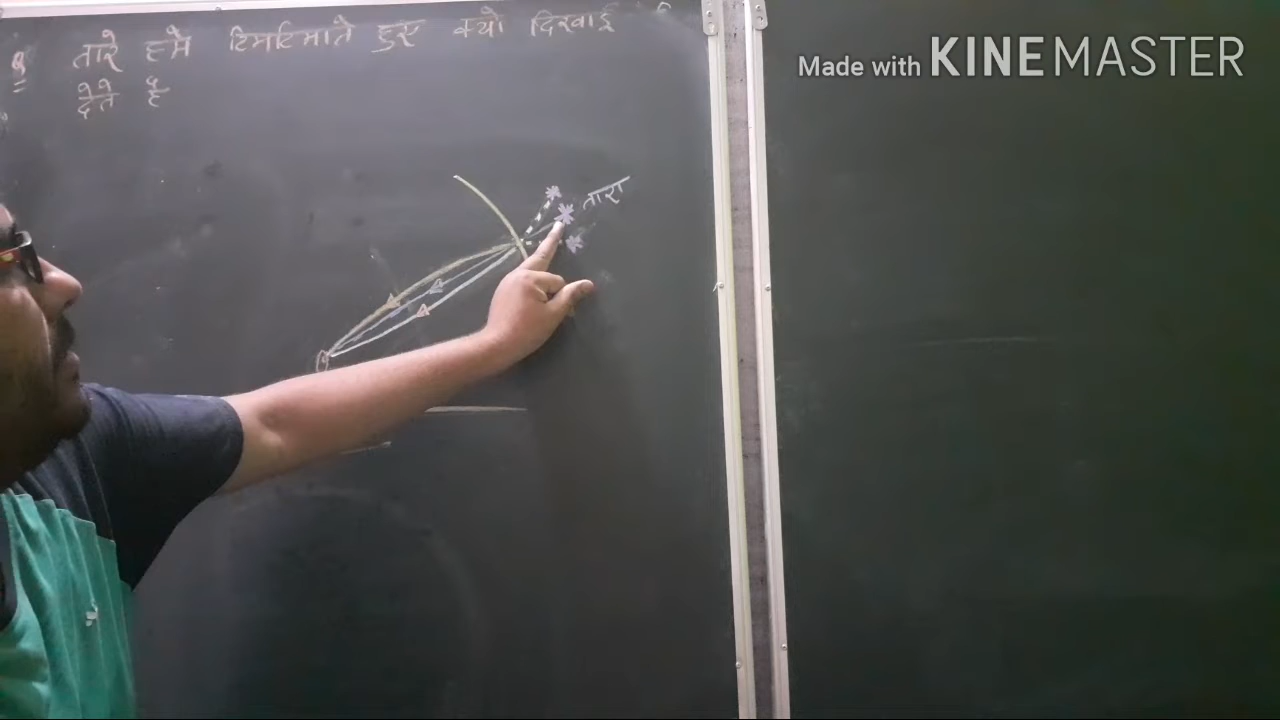 Q तारे हमे टिमटिमाते हुए क्यो दिखाई
देते है
तारा
Made with KINEMASTER